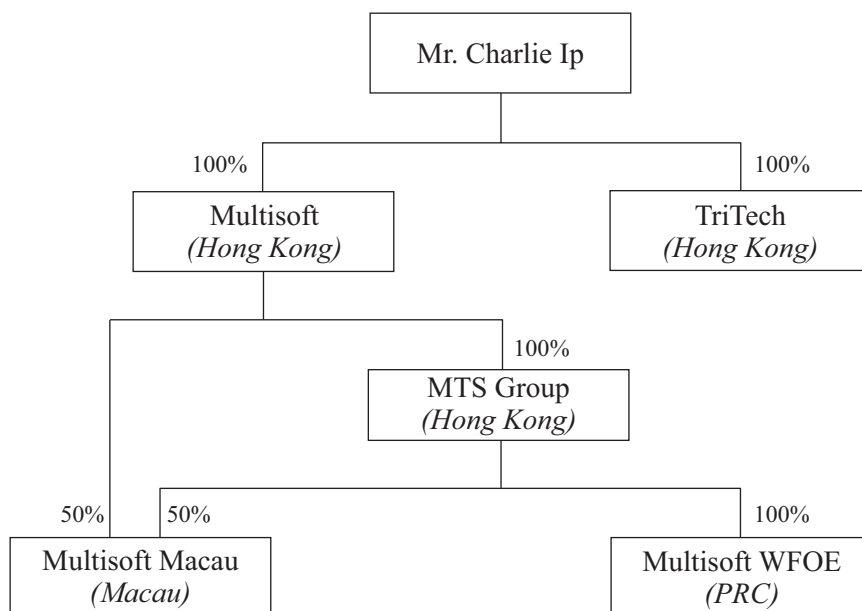 Mr. Charlie Ip
100%
100%
Multisoft
(Hong Kong)
TriTech
(Hong Kong)
100%
MTS Group
(Hong Kong)
50%
50%
100%
Multisoft Macau
(Macau)
Multisoft WFOE
(PRC)